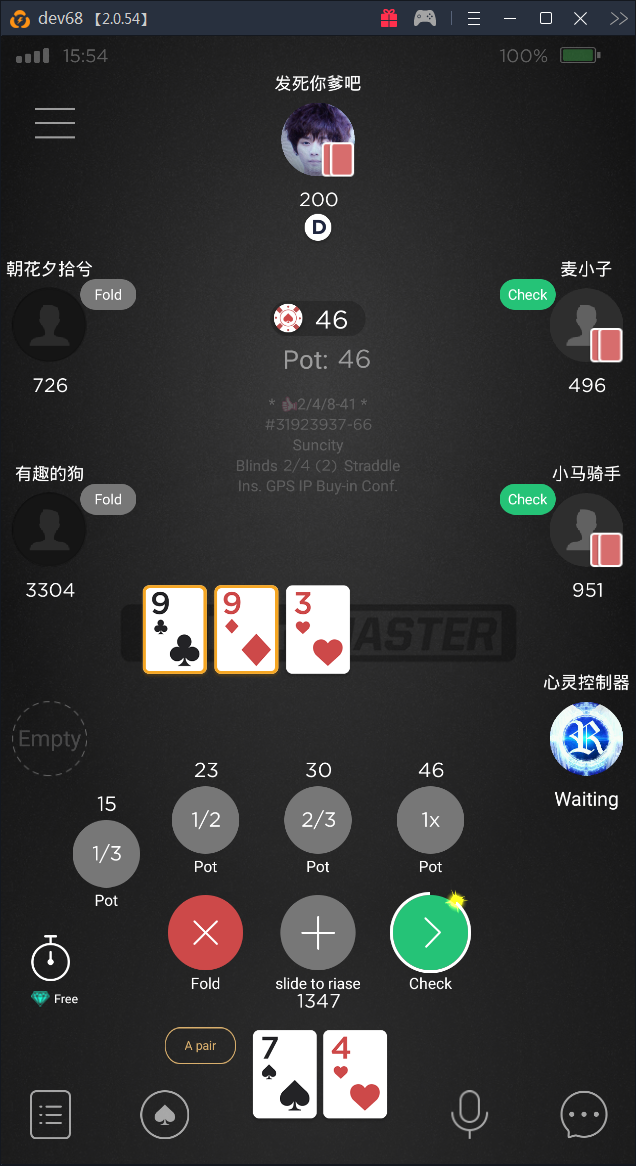 dev68 【2.0.54】
15:54
100%
发死你爹吧
200
D
朝花夕拾兮
Fold
726
麦小子
Check
496
46
Pot: 46
* 2/4/8-41 *
#31923937-66
Suncity
Blinds 2/4 (2) Straddle
Ins. GPS IP Buy-in Conf.
有趣的狗
Fold
3304
小马骑手
Check
951
9
9
3
ASTER
心灵控制器
R
Waiting
Empty
15
1/3
Pot
23
1/2
Pot
30
2/3
Pot
46
1x
Pot
Free
Fold
slide to riase
1347
Check
A pair
7
4